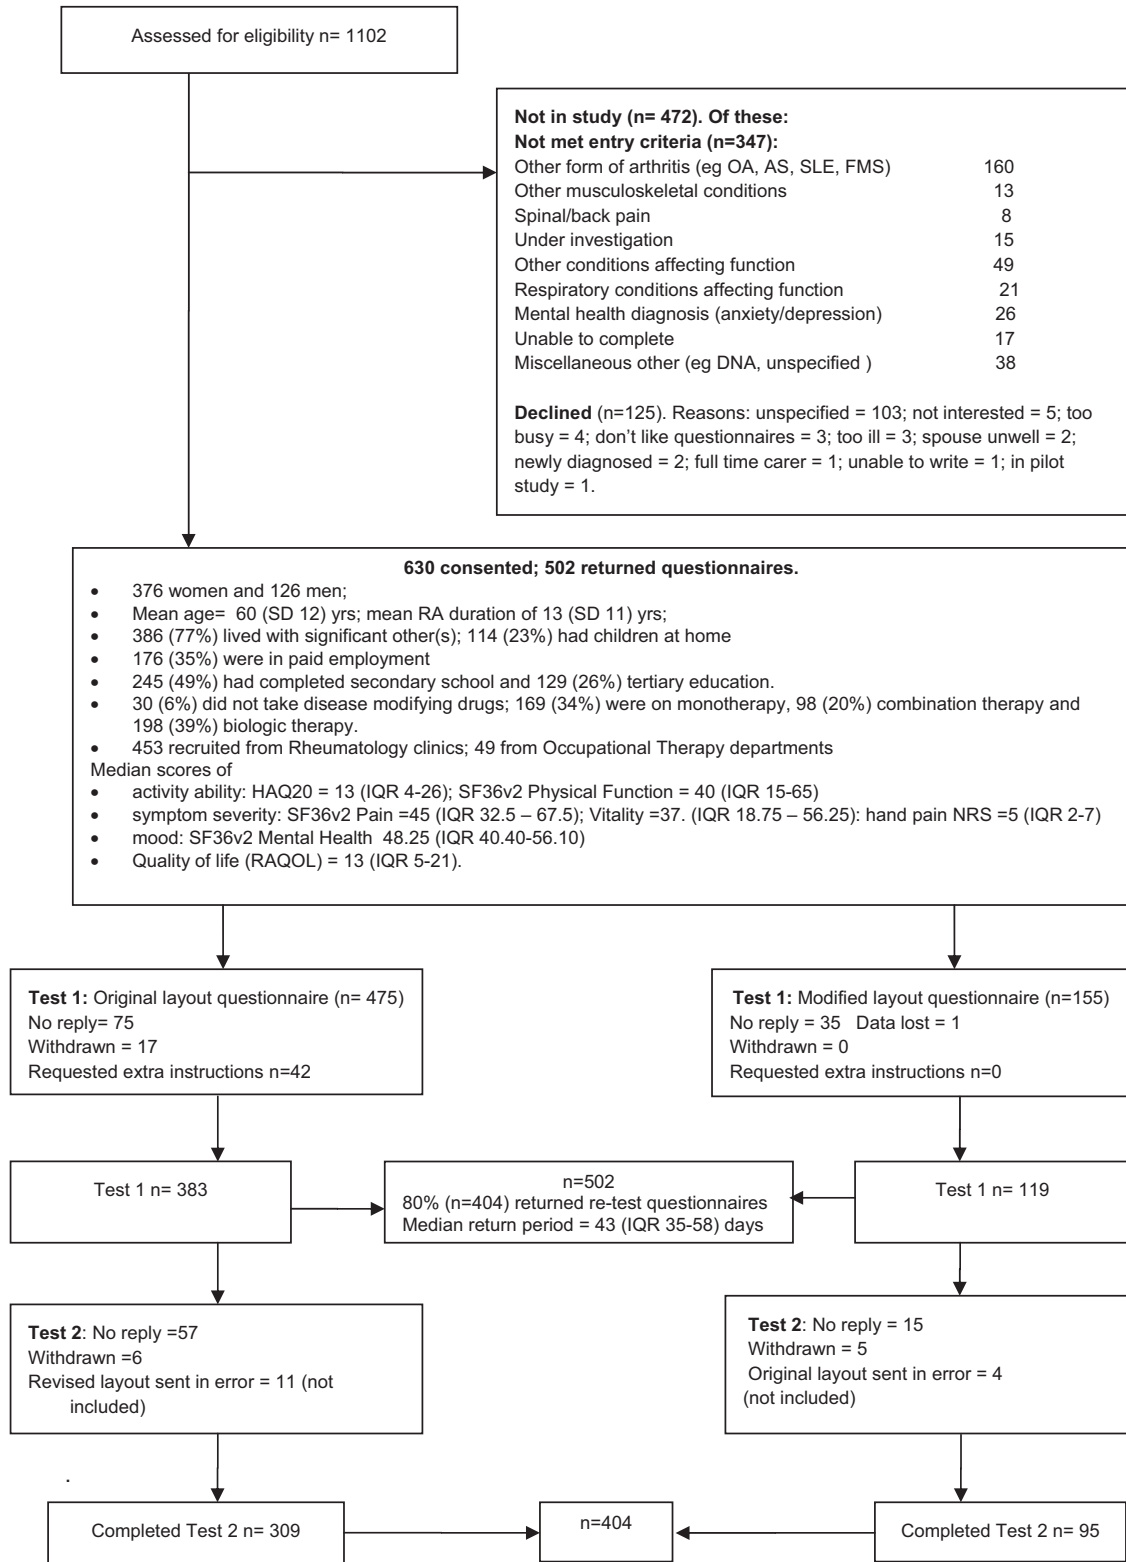 Assessed for eligibility n= 1102
Not in study (n= 472). Of these:
Not met entry criteria (n=347):
Other form of arthritis (eg OA, AS, SLE, FMS) 160
Other musculoskeletal conditions 13
Spinal/back pain 8
Under investigation 15
Other conditions affecting function 49
Respiratory conditions affecting function 21
Mental health diagnosis (anxiety/depression) 26
Unable to complete 17
Miscellaneous other (eg DNA, unspecified ) 38
Declined (n=125). Reasons: unspecified = 103; not interested = 5; too
busy = 4; don't like questionnaires = 3; too ill = 3; spouse unwell = 2;
newly diagnosed = 2; full time carer = 1; unable to write = 1; in pilot
study = 1.
630 consented; 502 returned questionnaires.
• 376 women and 126 men;
• Mean age= 60 (SD 12) yrs; mean RA duration of 13 (SD 11) yrs;
• 386 (77%) lived with significant other(s); 114 (23%) had children at home
• 176 (35%) were in paid employment
• 245 (49%) had completed secondary school and 129 (26%) tertiary education.
• 30 (6%) did not take disease modifying drugs; 169 (34%) were on monotherapy, 98 (20%) combination therapy and
198 (39%) biologic therapy.
• 453 recruited from Rheumatology clinics; 49 from Occupational Therapy departments
Median scores of
• activity ability: HAQ20 = 13 (IQR 4-26); SF36v2 Physical Function = 40 (IQR 15-65)
• symptom severity: SF36v2 Pain =45 (IQR 32.5 – 67.5); Vitality =37. (IQR 18.75 – 56.25): hand pain NRS =5 (IQR 2-7)
• mood: SF36v2 Mental Health 48.25 (IQR 40.40-56.10)
• Quality of life (RAQOL) = 13 (IQR 5-21).
Test 1: Original layout questionnaire (n= 475)
No reply= 75
Withdrawn = 17
Requested extra instructions n=42
Test 1: Modified layout questionnaire (n=155)
No reply = 35 Data lost = 1
Withdrawn = 0
Requested extra instructions n=0
Test 1 n= 383
n=502
80% (n=404) returned re-test questionnaires
Median return period = 43 (IQR 35-58) days
Test 1 n= 119
Test 2: No reply =57
Withdrawn =6
Revised layout sent in error = 11 (not
included)
Test 2: No reply = 15
Withdrawn = 5
Original layout sent in error = 4
(not included)
.
Completed Test 2 n= 309
n=404
Completed Test 2 n= 95